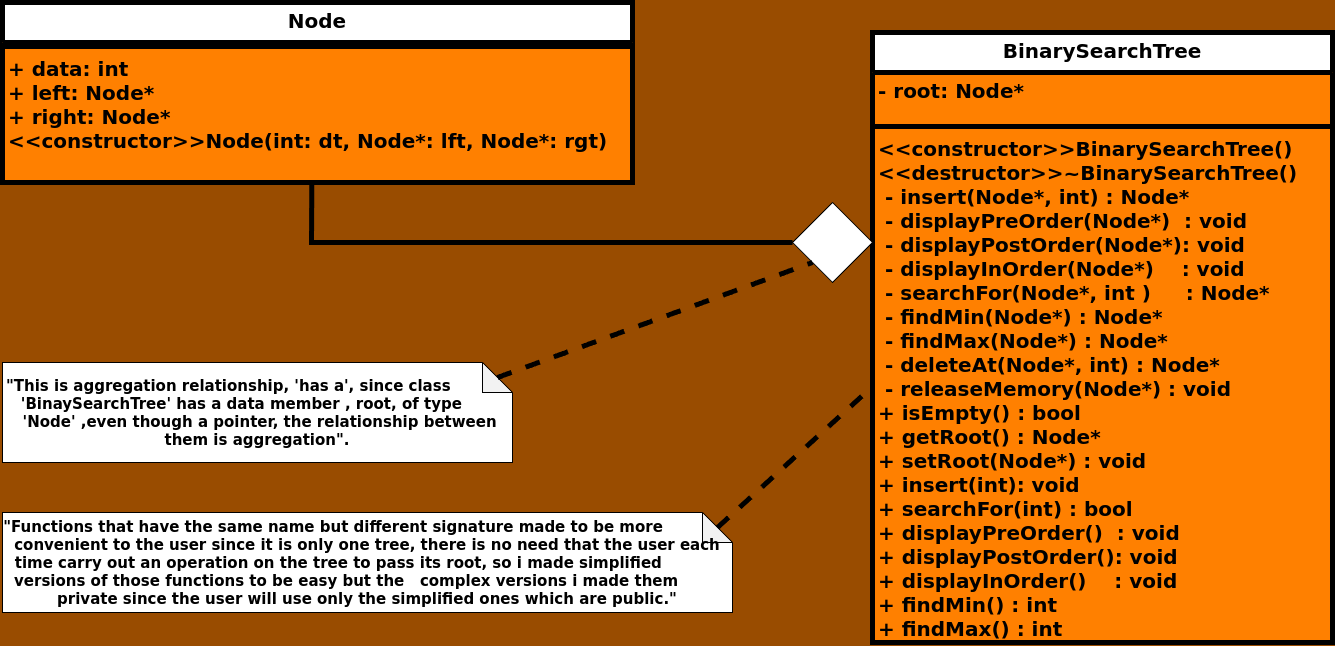 Node
+ data: int
+ left: Node*
+ right: Node*
<<constructor>>Node(int: dt, Node*: lft, Node*: rgt)
BinarySearchTree
- root: Node*
<<constructor>>BinarySearchTree()
<<destructor>>~BinarySearchTree()
- insert(Node*, int) : Node*
- displayPreOrder(Node*) : void
- displayPostOrder(Node*): void
- displayInOrder(Node*) : void
- searchFor(Node*, int ) : Node*
- findMin(Node*) : Node*
- findMax(Node*) : Node*
- deleteAt(Node*, int) : Node*
- releaseMemory(Node*) : void
+ isEmpty() : bool
+ getRoot() : Node*
+ setRoot(Node*) : void
+ insert(int): void
+ searchFor(int) : bool
+ displayPreOrder() : void
+ displayPostOrder(): void
+ displayInOrder() : void
+ findMin() : int
+ findMax() : int
"This is aggregation relationship, 'has a', since class
'BinaySearchTree' has a data member , root, of type
'Node' ,even though a pointer, the relationship between
them is aggregation".
"Functions that have the same name but different signature made to be more
convenient to the user since it is only one tree, there is no need that the user each
time carry out an operation on the tree to pass its root, so i made simplified
versions of those functions to be easy but the complex versions i made them
private since the user will use only the simplified ones which are public."